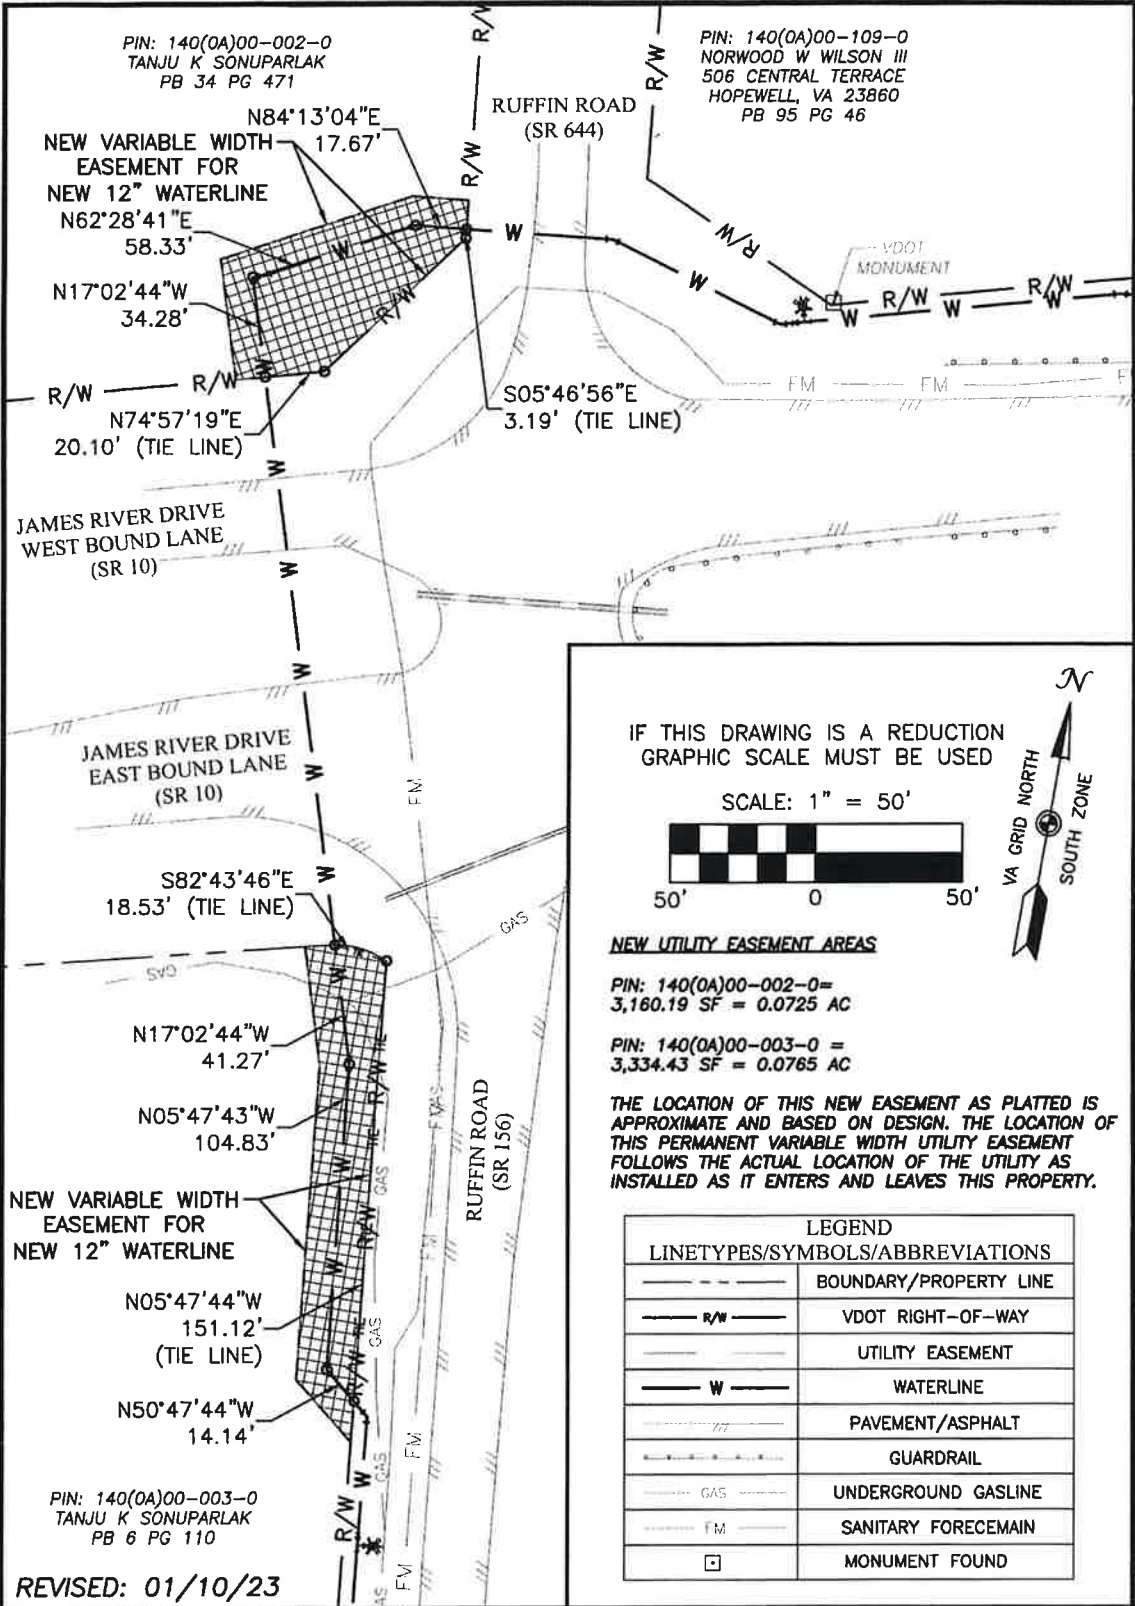 PIN: 140(0A)00-002-0
TANJU K SONUPARLAK
PB 34 PG 471
PIN: 140(0A)00-109-0
NORWOOD W WILSON III
506 CENTRAL TERRACE
HOPEWELL, VA 23860
PB 95 PG 46
R/W
R/W
RUFFIN ROAD
(SR 644)
N84°13'04"E
17.67'
NEW VARIABLE WIDTH
EASEMENT FOR
NEW 12" WATERLINE
R/W
N62°28'41"E
58.33'
W
W
R/W
VDOT
MONUMENT
N17°02'44"W
34.28'
R/W
W
W
R/W
R/W
W
W
W
R/W
R/W
FM
FM
F
N74°57'19"E
20.10' (TIE LINE)
S05°46'56"E
3.19' (TIE LINE)
W
JAMES RIVER DRIVE
WEST BOUND LANE
(SR 10)
W
W
JAMES RIVER DRIVE
EAST BOUND LANE
(SR 10)
W
FM
W
S82°43'46"E
18.53' (TIE LINE)
GAS
GAS
W
N17°02'44"W
41.27'
R/W
N05°47'43"W
104.83'
W
GAS
RUFFIN ROAD
(SR 156)
NEW VARIABLE WIDTH
EASEMENT FOR
NEW 12" WATERLINE
R/W
FM
W
N05°47'44"W
151.12'
(TIE LINE)
GAS
R/W
N50°47'44"W
14.14'
FM
GAS
W
PIN: 140(0A)00-003-0
TANJU K SONUPARLAK
PB 6 PG 110
R/W
FM
AS
REVISED: 01/10/23
IF THIS DRAWING IS A REDUCTION
GRAPHIC SCALE MUST BE USED
SCALE: 1" = 50'
50'
0
50'
N
VA GRID NORTH
SOUTH ZONE
NEW UTILITY EASEMENT AREAS
PIN: 140(0A)00-002-0=
3,160.19 SF = 0.0725 AC
PIN: 140(0A)00-003-0 =
3,334.43 SF = 0.0765 AC
THE LOCATION OF THIS NEW EASEMENT AS PLATTED IS
APPROXIMATE AND BASED ON DESIGN. THE LOCATION OF
THIS PERMANENT VARIABLE WIDTH UTILITY EASEMENT
FOLLOWS THE ACTUAL LOCATION OF THE UTILITY AS
INSTALLED AS IT ENTERS AND LEAVES THIS PROPERTY.
LEGEND
LINETYPES/SYMBOLS/ABBREVIATIONS
BOUNDARY/PROPERTY LINE
R/W VDOT RIGHT-OF-WAY
UTILITY EASEMENT
W WATERLINE
PAVEMENT/ASPHALT
GUARDRAIL
GAS UNDERGROUND GASLINE
FM SANITARY FORECEMAIN
MONUMENT FOUND